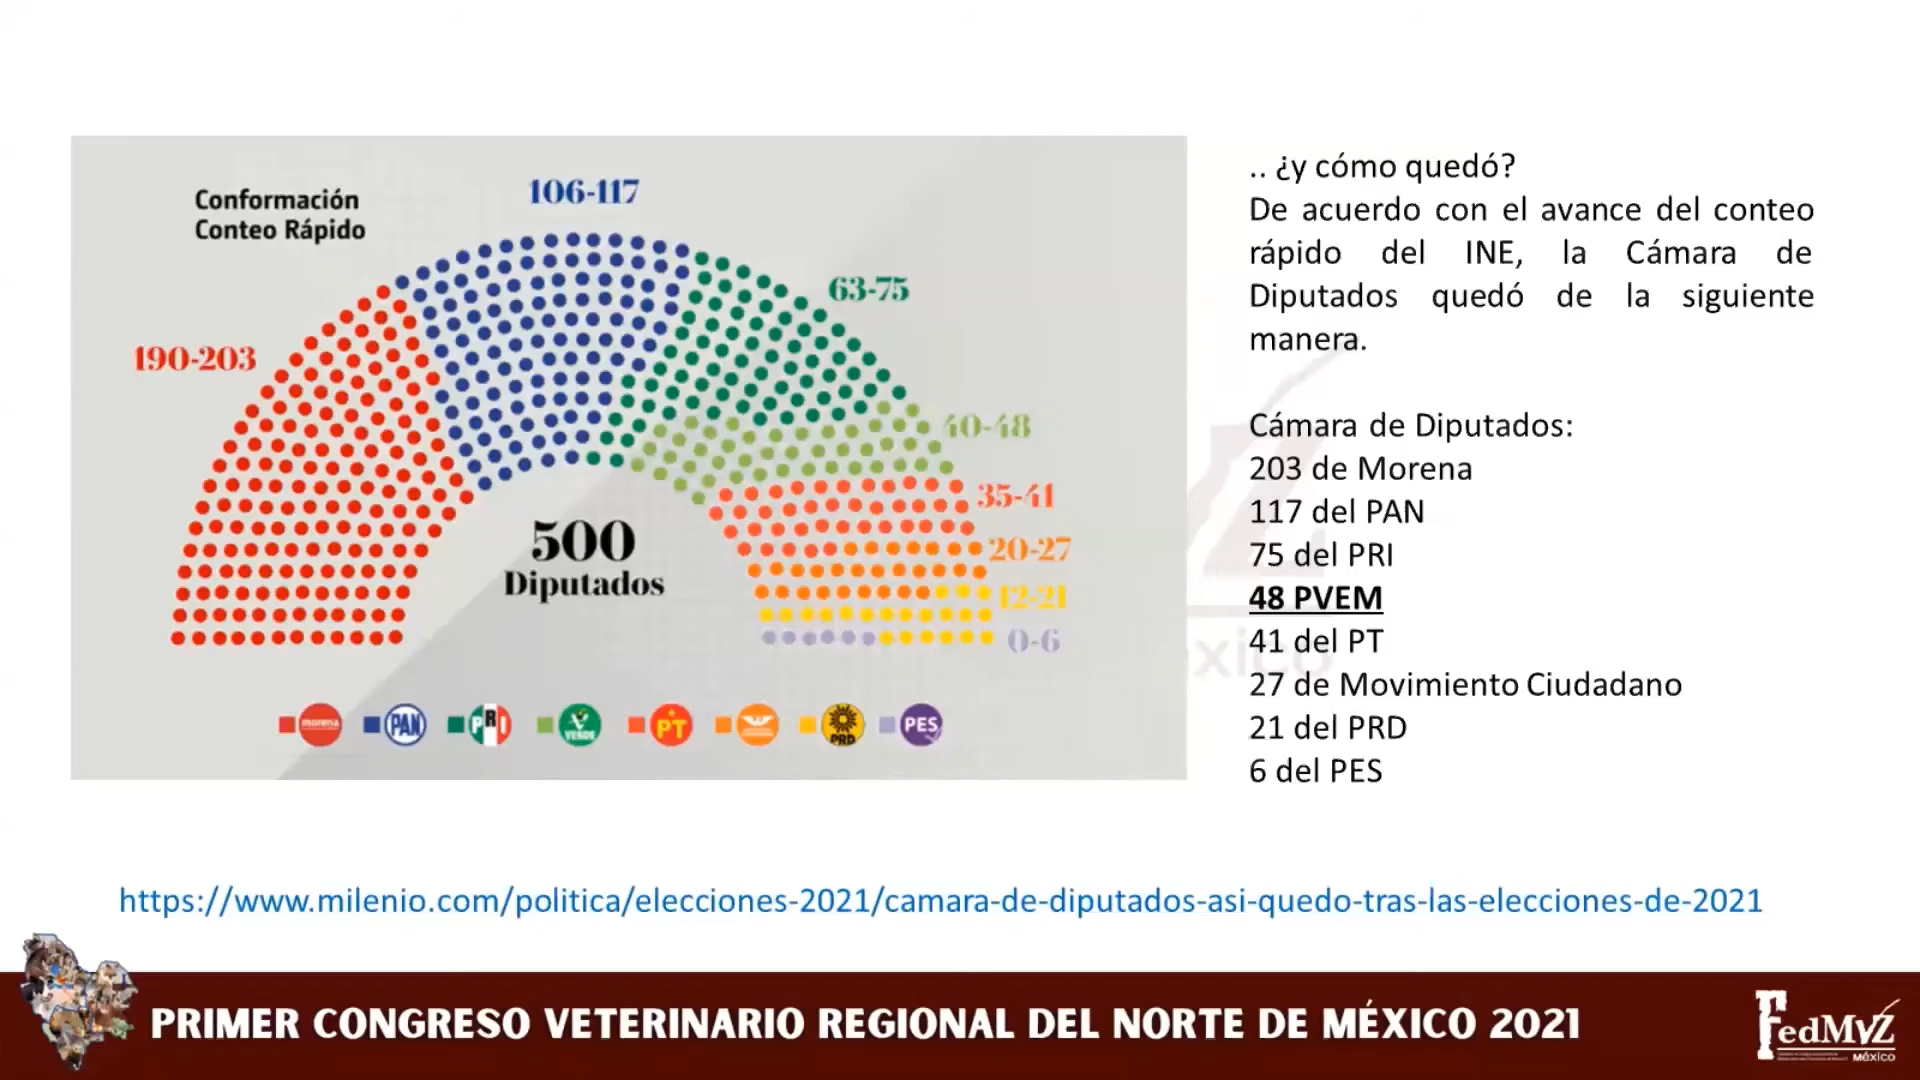 Conformación
Conteo Rápido
106-117
63-75
190-203
40-48
35-41
20-27
12-21
0-6
500
Diputados
morena
PAN
PRI
VERDE
PT
PRD
PES
.. ¿y cómo quedó?
De acuerdo con el avance del conteo
rápido del INE, la Cámara de
Diputados quedó de la siguiente
manera.
Cámara de Diputados:
203 de Morena
117 del PAN
75 del PRI
48 PVEM
41 del PT
27 de Movimiento Ciudadano
21 del PRD
6 del PES
https://www.milenio.com/politica/elecciones-2021/camara-de-diputados-asi-quedo-tras-las-elecciones-de-2021
PRIMER CONGRESO VETERINARIO REGIONAL DEL NORTE DE MÉXICO 2021
FedMVZ
México